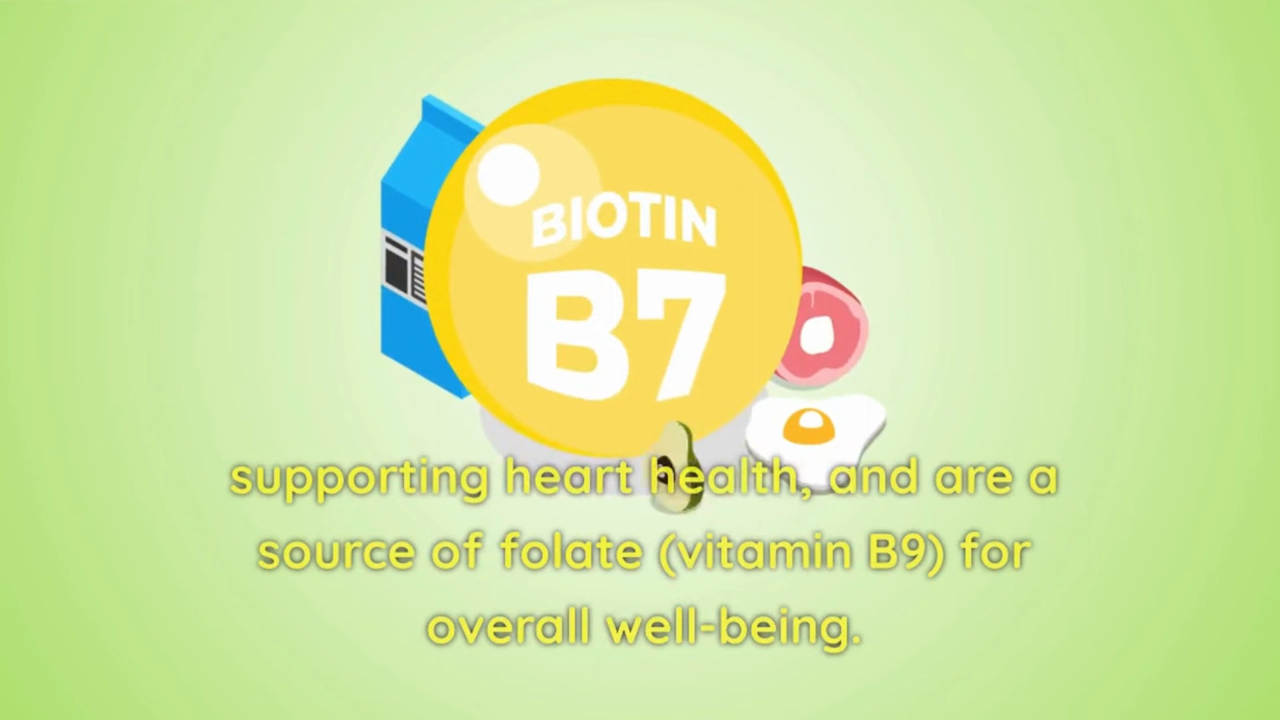 BIOTIN
B7
supporting heart health, and are a
source of folate (vitamin B9) for
overall well-being.